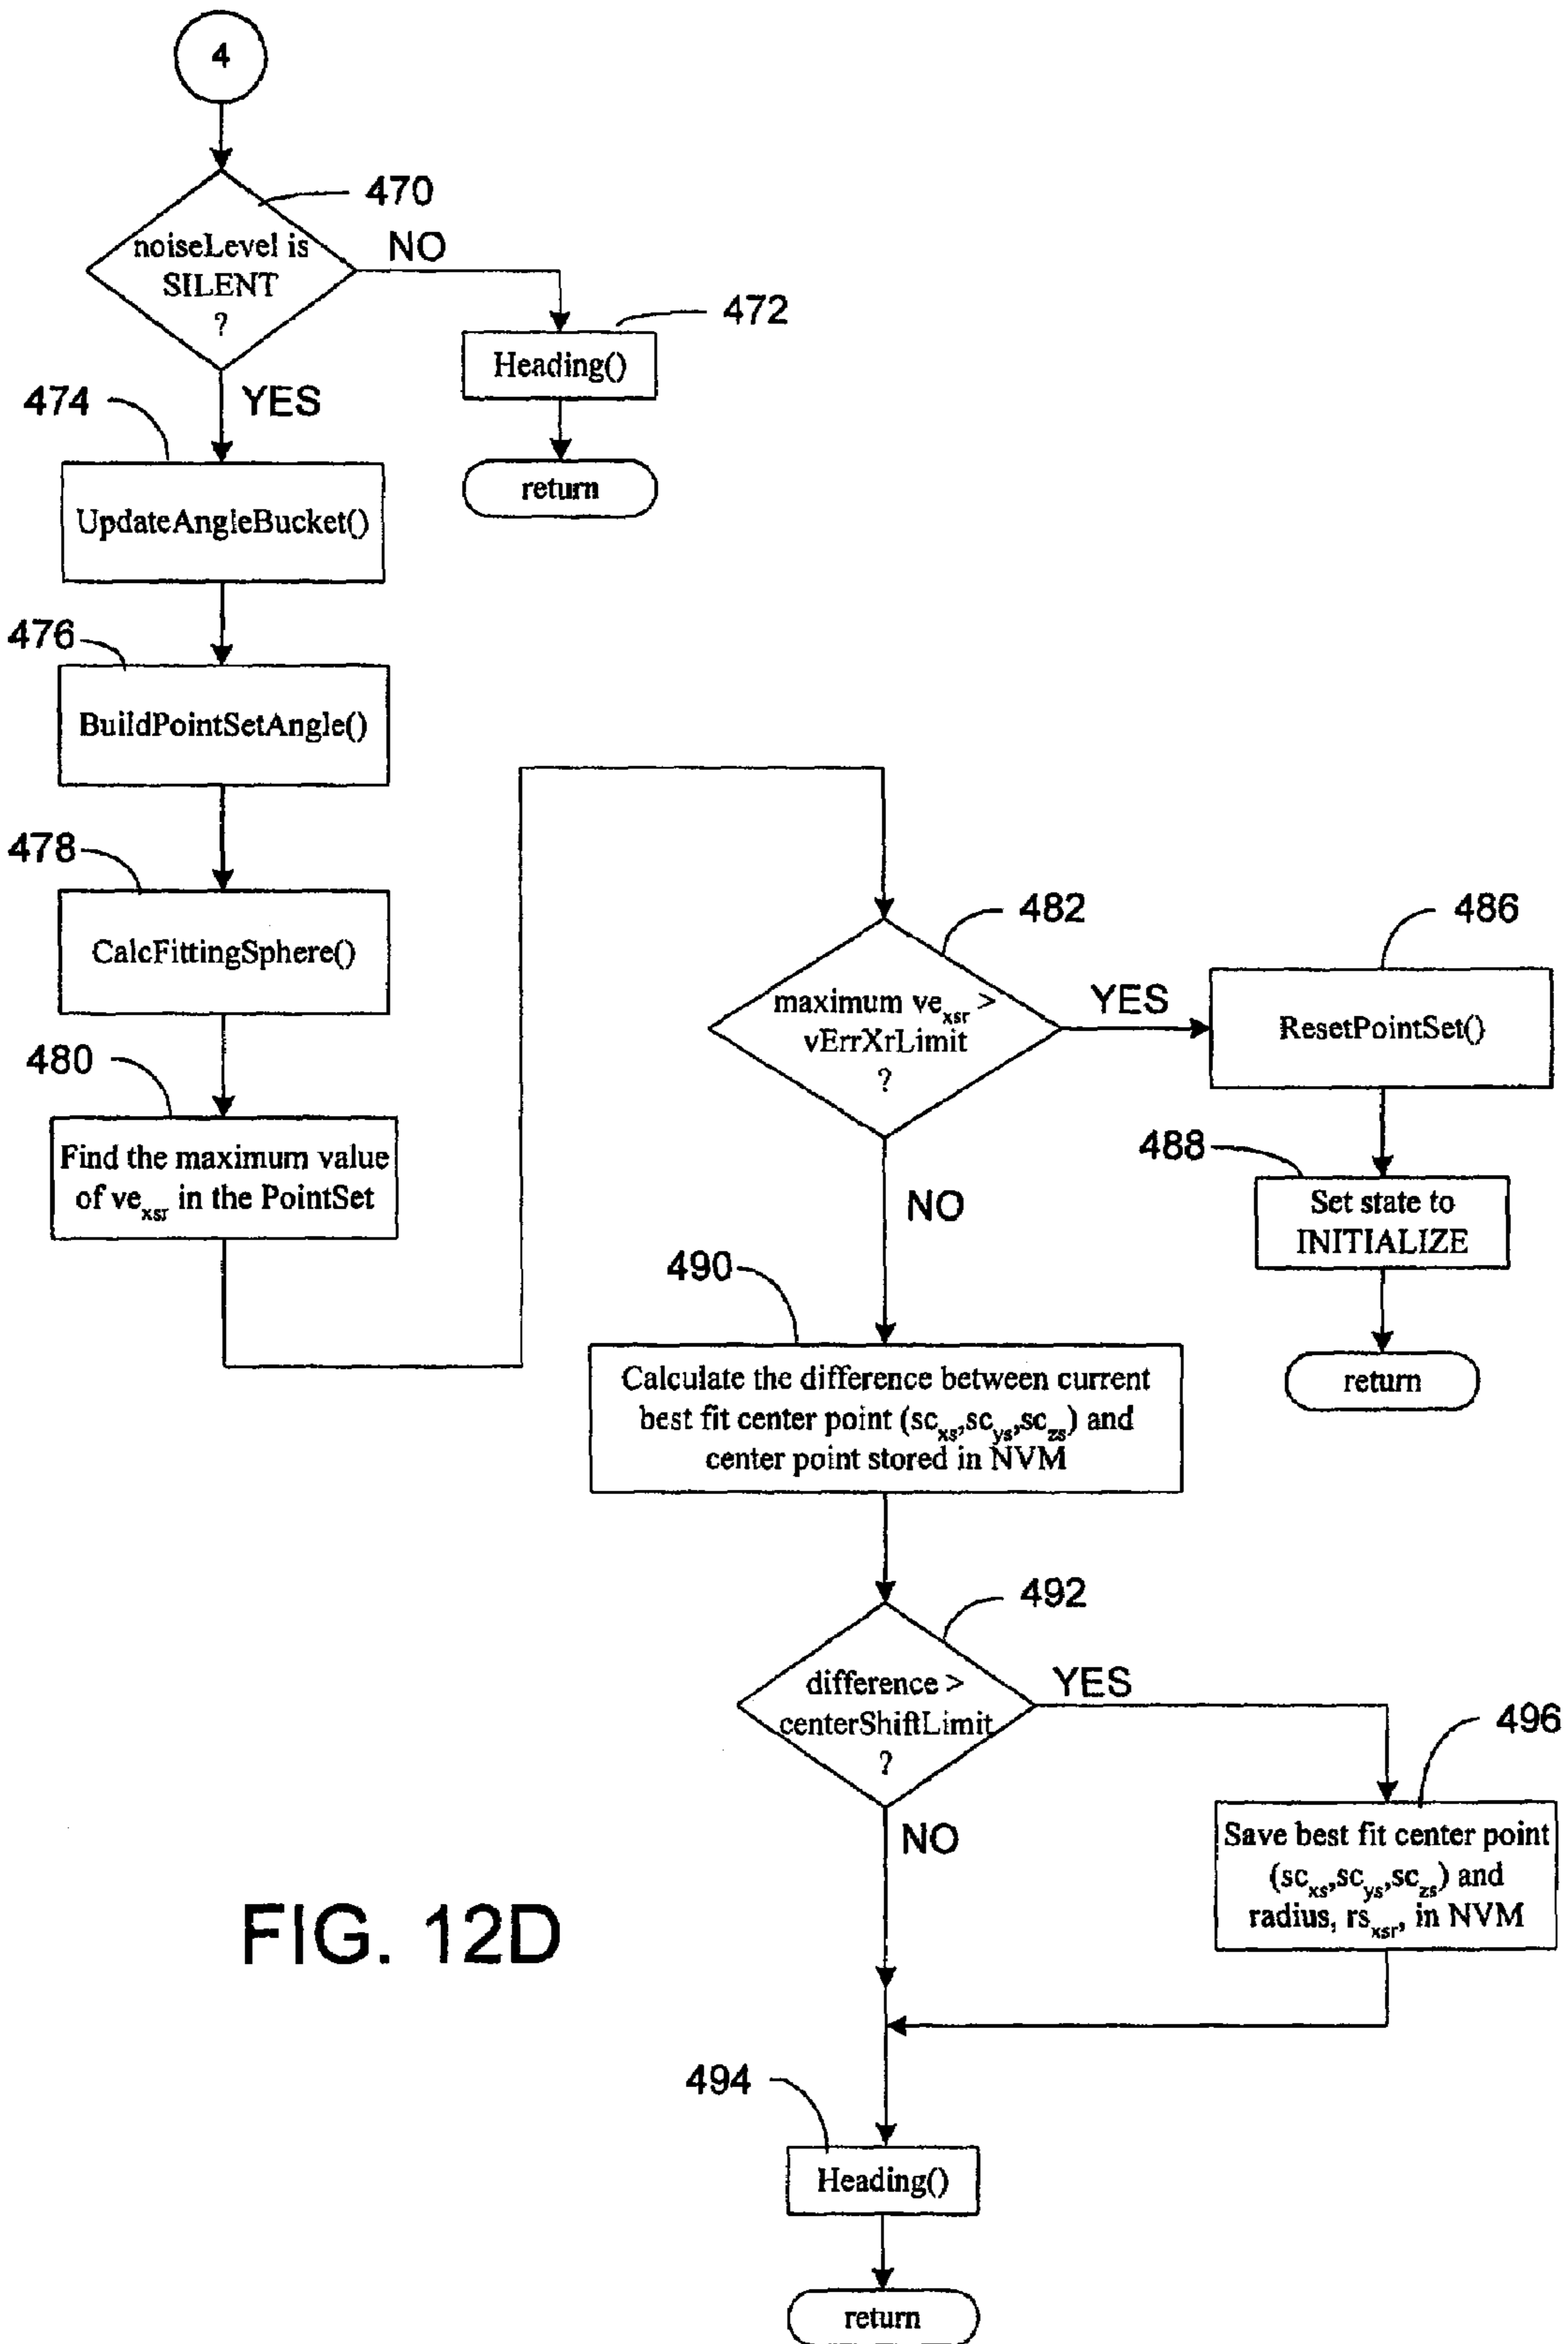 4
470
noiseLevel is
SILENT
?
NO
472
Heading()
return
YES
474
UpdateAngleBucket()
476
BuildPointSetAngle()
478
CalcFittingSphere()
480
Find the maximum value
of ve_xsr in the PointSet
482
maximum ve_xsr >
vErrXrLimit
?
YES
486
ResetPointSet()
488
Set state to
INITIALIZE
return
NO
490
Calculate the difference between current
best fit center point (sc_xs,sc_ys,sc_zs) and
center point stored in NVM
492
difference >
centerShiftLimit
?
YES
496
Save best fit center point
(sc_xs,sc_ys,sc_zs) and
radius, rs_xsr, in NVM
NO
494
Heading()
return
FIG. 12D